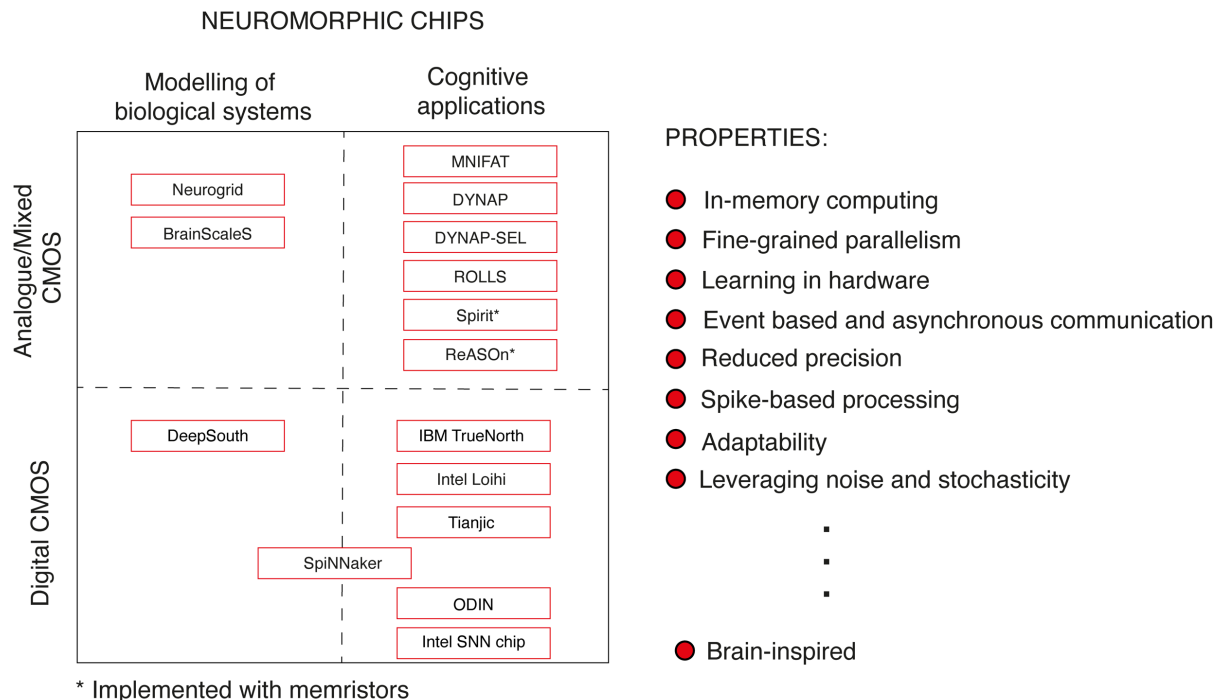 NEUROMORPHIC CHIPS
Modelling of
biological systems
Cognitive
applications
Analogue/Mixed
CMOS
Neurogrid
BrainScaleS
MNIFAT
DYNAP
DYNAP-SEL
ROLLS
Spirit*
ReASOn*
Digital CMOS
DeepSouth
IBM TrueNorth
Intel Loihi
Tianjic
SpiNNaker
ODIN
Intel SNN chip
* Implemented with memristors
PROPERTIES:
In-memory computing
Fine-grained parallelism
Learning in hardware
Event based and asynchronous communication
Reduced precision
Spike-based processing
Adaptability
Leveraging noise and stochasticity
Brain-inspired